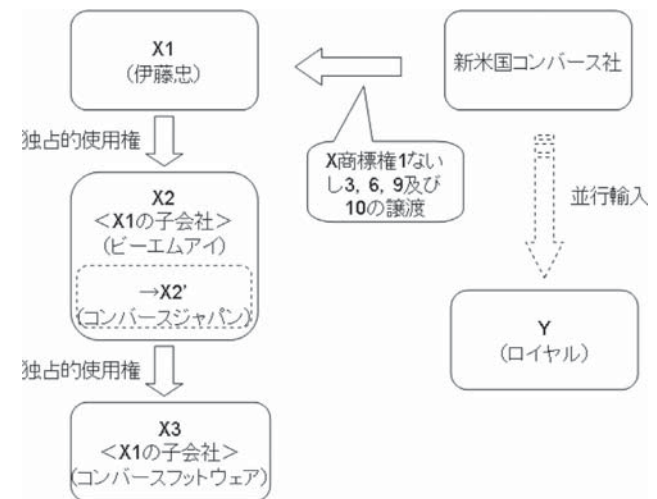 X1
(伊藤忠)
新米国コンバース社
独占的使用権
X商標権1ない
し3, 6, 9及び
10の譲渡
X2
<X1の子会社>
(ビーエムアイ)
→X2'
(コンバースジャパン)
並行輸入
Y
(ロイヤル)
独占的使用権
X3
<X1の子会社>
(コンバースフットウェア)